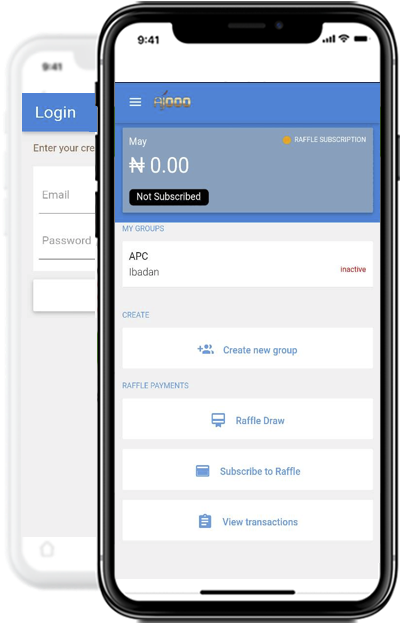 9:41
Login
Enter your cre
Email
Password
9:41
May
RAFFLE SUBSCRIPTION
₦ 0.00
Not Subscribed
MY GROUPS
APC
Ibadan
Inactive
CREATE
Create new group
RAFFLE PAYMENTS
Raffle Draw
Subscribe to Raffle
View transactions